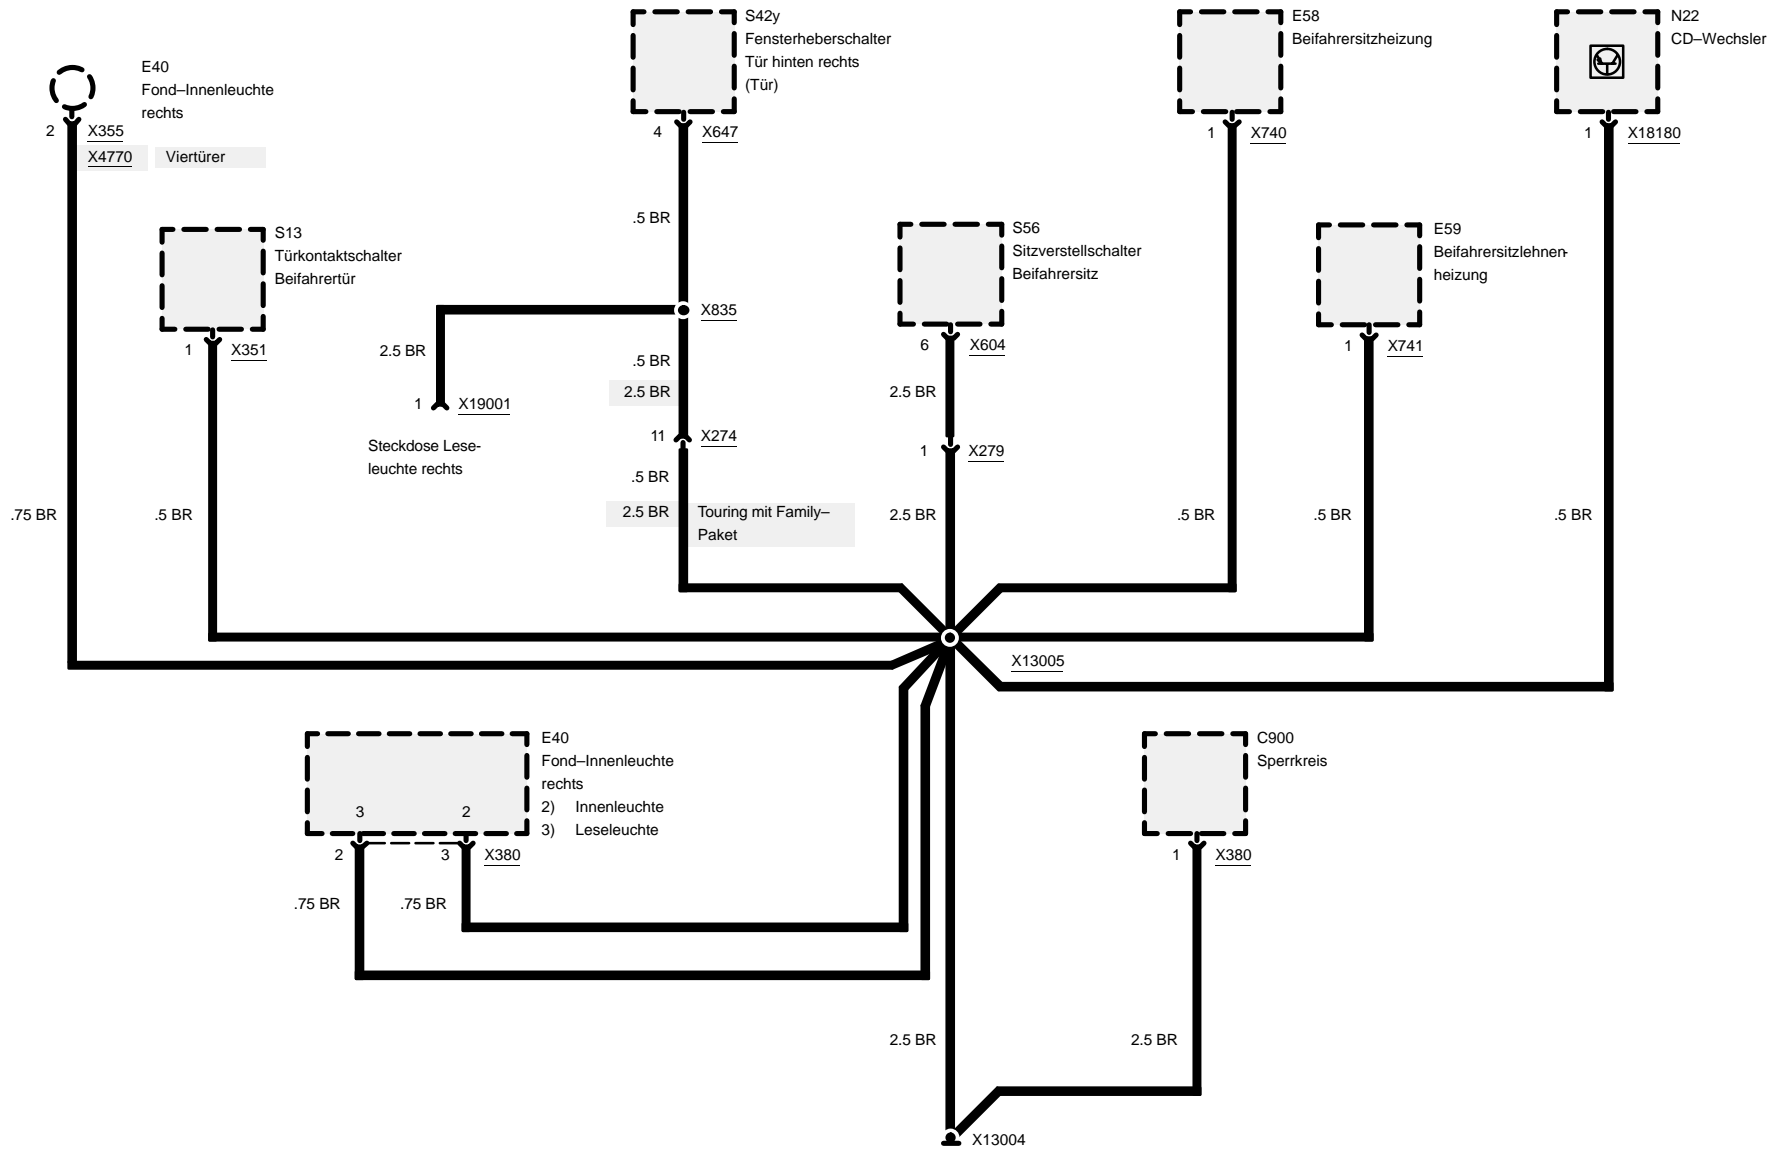 S42y
Fensterheberschalter
Tür hinten rechts
(Tür)
4
X647
E58
Beifahrersitzheizung
1
X740
N22
CD–Wechsler
1
X18180
E40
Fond–Innenleuchte
rechts
2
X355
X4770
Viertürer
S13
Türkontaktschalter
Beifahrertür
1
X351
.5 BR
X835
2.5 BR
1
X19001
Steckdose Lese-
leuchte rechts
.5 BR
2.5 BR
11
X274
.5 BR
2.5 BR
Touring mit Family–
Paket
S56
Sitzverstellschalter
Beifahrersitz
6
X604
2.5 BR
1
X279
2.5 BR
E59
Beifahrersitzlehnen-
heizung
1
X741
.75 BR
.5 BR
.5 BR
.5 BR
.5 BR
X13005
E40
Fond–Innenleuchte
rechts
2) Innenleuchte
3) Leseleuchte
3
2
2
3
X380
.75 BR
.75 BR
C900
Sperrkreis
1
X380
2.5 BR
2.5 BR
X13004